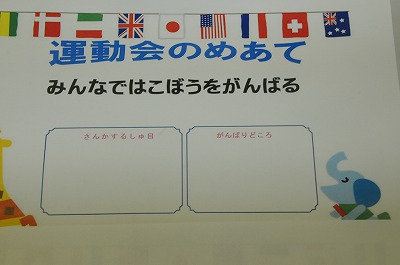 運動会のめあて
みんなではこぼうをがんばる
さんかするしゅ目
がんばりどころ